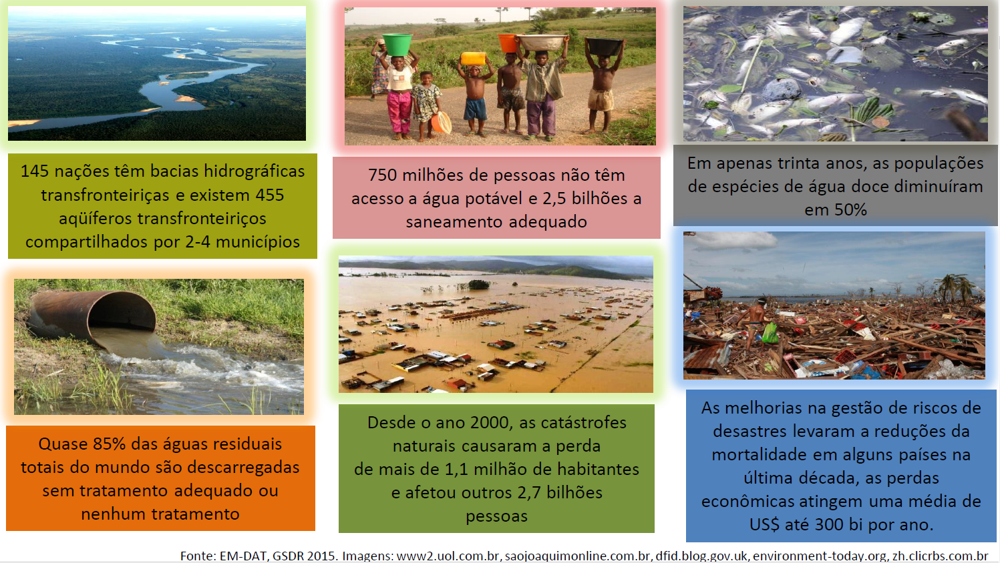 145 nações têm bacias hidrográficas
transfronteiriças e existem 455
aqüíferos transfronteiriços
compartilhados por 2-4 municípios
750 milhões de pessoas não têm
acesso a água potável e 2,5 bilhões a
saneamento adequado
Em apenas trinta anos, as populações
de espécies de água doce diminuíram
em 50%
Quase 85% das águas residuais
totais do mundo são descarregadas
sem tratamento adequado ou
nenhum tratamento
Desde o ano 2000, as catástrofes
naturais causaram a perda
de mais de 1,1 milhão de habitantes
e afetou outros 2,7 bilhões
pessoas
As melhorias na gestão de riscos de
desastres levaram a reduções da
mortalidade em alguns países na
última década, as perdas
econômicas atingem uma média de
US$ até 300 bi por ano.
Fonte: EM-DAT, GSDR 2015. Imagens: www2.uol.com.br, saojoaquimonline.com.br, dfid.blog.gov.uk, environment-today.org, zh.clicrbs.com.br